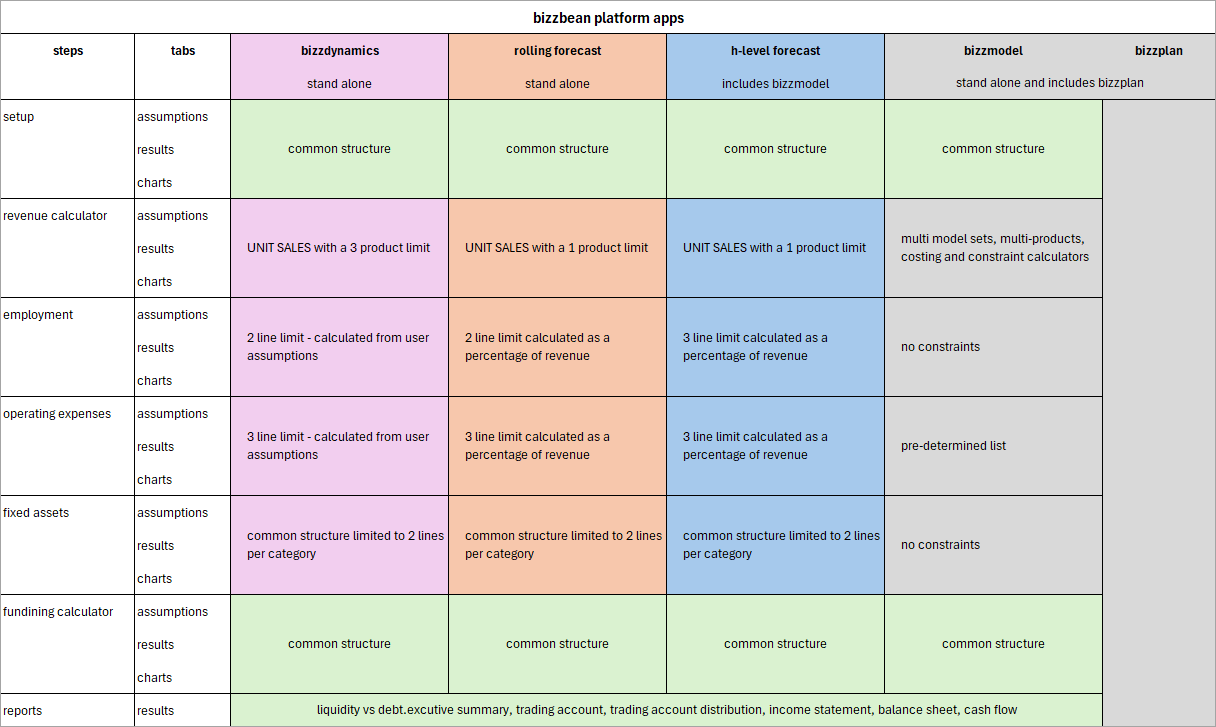 bizzbean platform apps
steps
tabs
bizzdynamics
rolling forecast
h-level forecast
bizzmodel
bizzplan
stand alone
stand alone
includes bizzmodel
stand alone and includes bizzplan
setup
assumptions
results
charts
common structure
common structure
common structure
common structure
revenue calculator
assumptions
results
charts
UNIT SALES with a 3 product limit
UNIT SALES with a 1 product limit
UNIT SALES with a 1 product limit
multi model sets, multi-products,
costing and constraint calculators
employment
assumptions
results
charts
2 line limit - calculated from user
assumptions
2 line limit calculated as a
percentage of revenue
3 line limit calculated as a
percentage of revenue
no constraints
operating expenses
assumptions
results
charts
3 line limit - calculated from user
assumptions
3 line limit calculated as a
percentage of revenue
3 line limit calculated as a
percentage of revenue
pre-determined list
fixed assets
assumptions
results
charts
common structure limited to 2 lines
per category
common structure limited to 2 lines
per category
common structure limited to 2 lines
per category
no constraints
fundining calculator
assumptions
results
charts
common structure
common structure
common structure
common structure
reports
results
liquidity vs debt.excutive summary, trading account, trading account distribution, income statement, balance sheet, cash flow